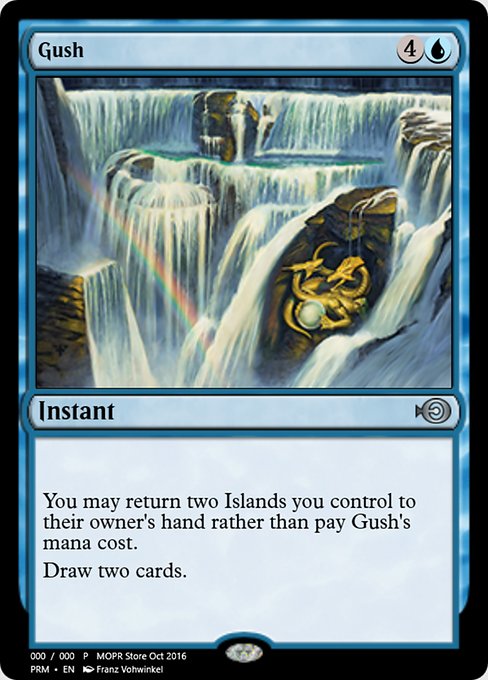 Gush 4
Instant
You may return two Islands you control to
their owner's hand rather than pay Gush's
mana cost.
Draw two cards.
000 / 000 P MOPR Store Oct 2016
PRM • EN Franz Vohwinkel